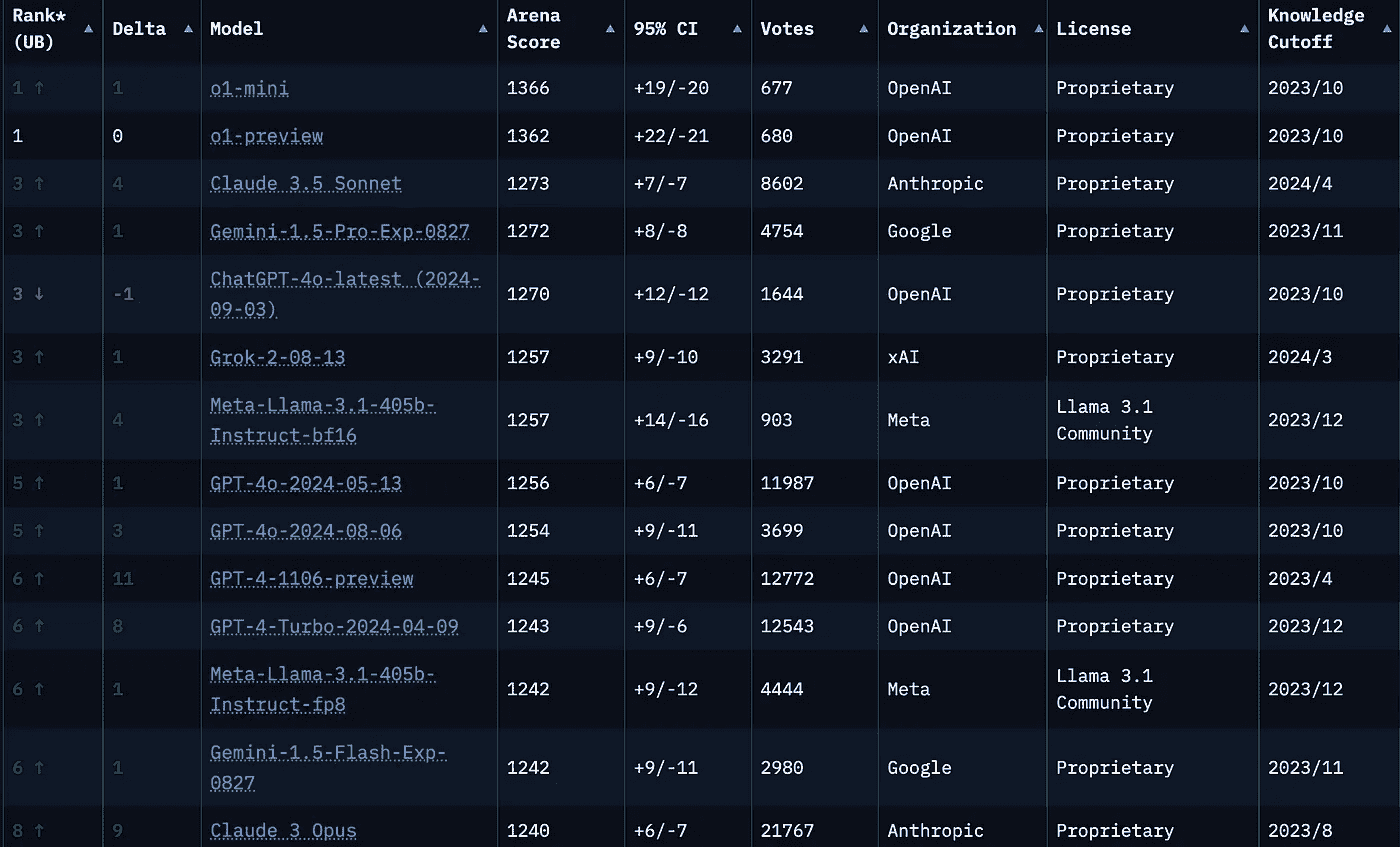 Rank* (UB) ▲ Delta ▲ Model ▲ Arena Score ▲ 95% CI ▲ Votes ▲ Organization ▲ License ▲ Knowledge Cutoff ▲
1 ↑ 1 o1-mini 1366 +19/-20 677 OpenAI Proprietary 2023/10
1 0 o1-preview 1362 +22/-21 680 OpenAI Proprietary 2023/10
3 ↑ 4 Claude 3.5 Sonnet 1273 +7/-7 8602 Anthropic Proprietary 2024/4
3 ↑ 1 Gemini-1.5-Pro-Exp-0827 1272 +8/-8 4754 Google Proprietary 2023/11
3 ↓ -1 ChatGPT-4o-latest (2024-09-03) 1270 +12/-12 1644 OpenAI Proprietary 2023/10
3 ↑ 1 Grok-2-08-13 1257 +9/-10 3291 xAI Proprietary 2024/3
3 ↑ 4 Meta-Llama-3.1-405b-Instruct-bf16 1257 +14/-16 903 Meta Llama 3.1 Community 2023/12
5 ↑ 1 GPT-4o-2024-05-13 1256 +6/-7 11987 OpenAI Proprietary 2023/10
5 ↑ 3 GPT-4o-2024-08-06 1254 +9/-11 3699 OpenAI Proprietary 2023/10
6 ↑ 11 GPT-4-1106-preview 1245 +6/-7 12772 OpenAI Proprietary 2023/4
6 ↑ 8 GPT-4-Turbo-2024-04-09 1243 +9/-6 12543 OpenAI Proprietary 2023/12
6 ↑ 1 Meta-Llama-3.1-405b-Instruct-fp8 1242 +9/-12 4444 Meta Llama 3.1 Community 2023/12
6 ↑ 1 Gemini-1.5-Flash-Exp-0827 1242 +9/-11 2980 Google Proprietary 2023/11
8 ↑ 9 Claude 3 Opus 1240 +6/-7 21767 Anthropic Proprietary 2023/8